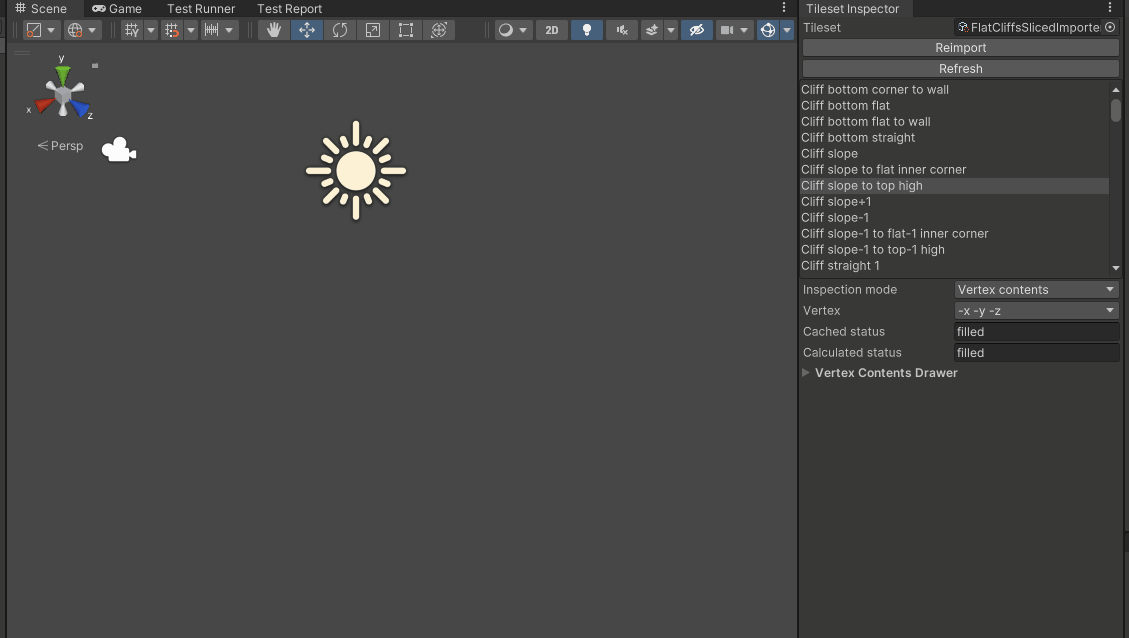 Scene Game Test Runner Test Report
2D
y
x
z
Persp
Tileset Inspector
Tileset FlatCliffsSlicedImporte
Reimport
Refresh
Cliff bottom corner to wall
Cliff bottom flat
Cliff bottom flat to wall
Cliff bottom straight
Cliff slope
Cliff slope to flat inner corner
Cliff slope to top high
Cliff slope+1
Cliff slope-1
Cliff slope-1 to flat-1 inner corner
Cliff slope-1 to top-1 high
Cliff straight 1
Inspection mode Vertex contents
Vertex -x -y -z
Cached status filled
Calculated status filled
Vertex Contents Drawer